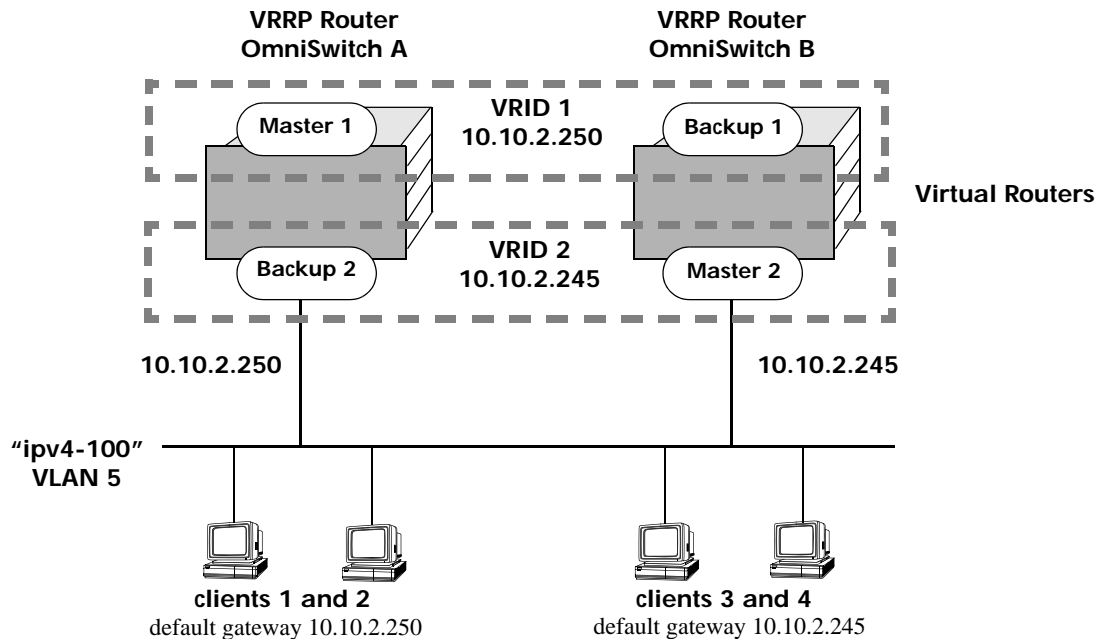 VRRP Router
OmniSwitch A
VRRP Router
OmniSwitch B
Master 1
VRID 1
10.10.2.250
Backup 1
Virtual Routers
Backup 2
VRID 2
10.10.2.245
Master 2
10.10.2.250
10.10.2.245
“ipv4-100”
VLAN 5
clients 1 and 2
default gateway 10.10.2.250
clients 3 and 4
default gateway 10.10.2.245